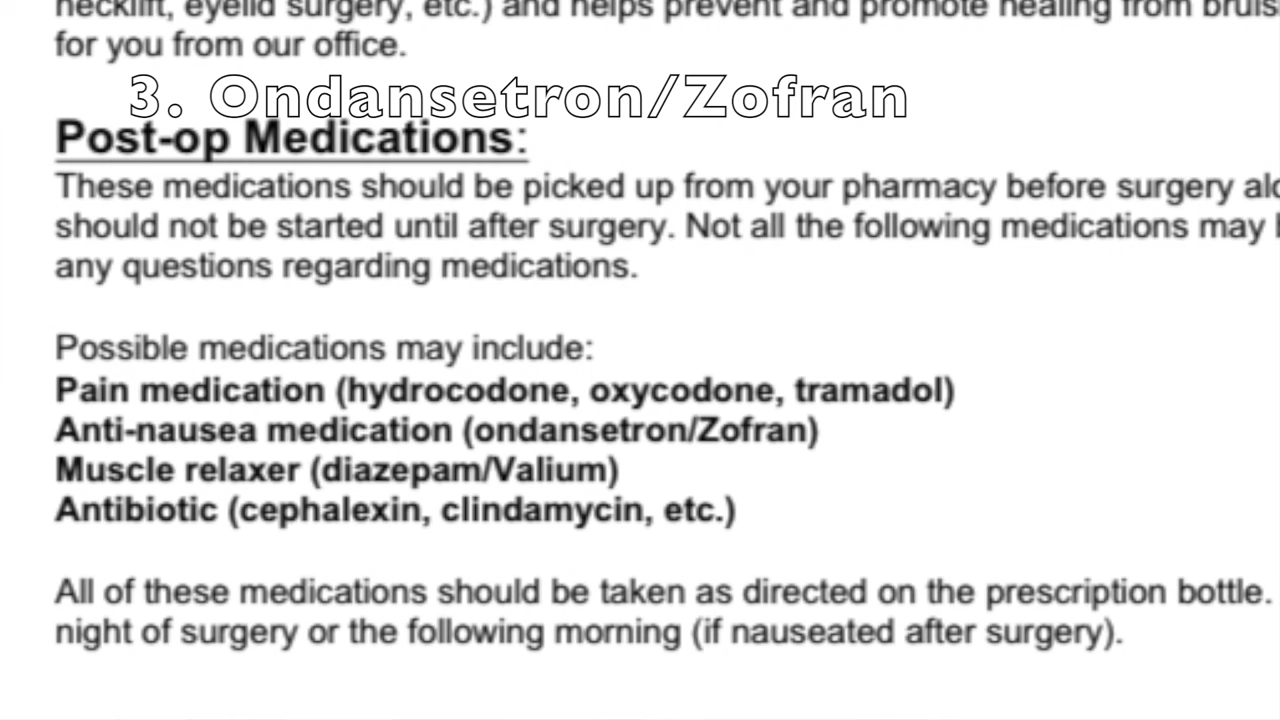 necklift, eyelid surgery, etc.) and helps prevent and promote healing from
for you from our office.
3. Ondansetron/Zofran
Post-op Medications:
These medications should be picked up from your pharmacy before surgery
should not be started until after surgery. Not all the following medications may
any questions regarding medications.
Possible medications may include:
Pain medication (hydrocodone, oxycodone, tramadol)
Anti-nausea medication (ondansetron/Zofran)
Muscle relaxer (diazepam/Valium)
Antibiotic (cephalexin, clindamycin, etc.)
All of these medications should be taken as directed on the prescription bottle.
night of surgery or the following morning (if nauseated after surgery).